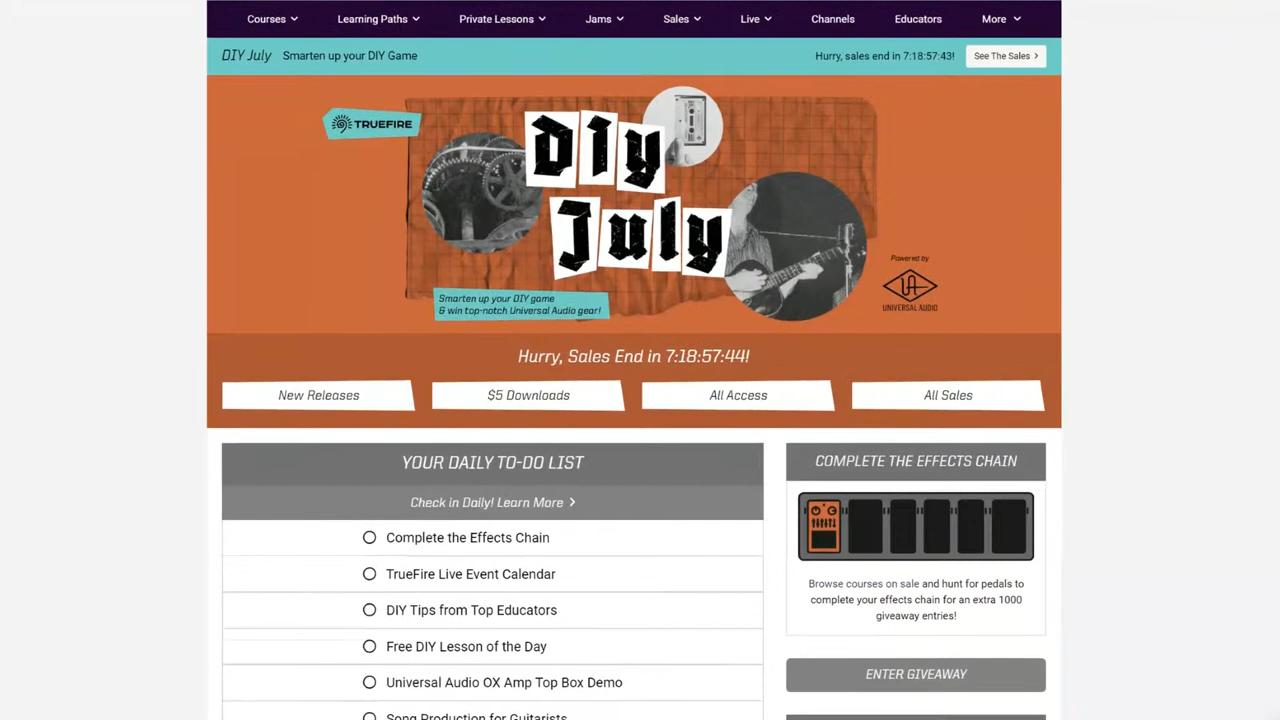 Courses
Learning Paths
Private Lessons
Jams
Sales
Live
Channels
Educators
More
DIY July
Smarten up your DIY Game
Hurry, sales end in 7:18:57:43!
See The Sales
TRUEFIRE
DIy
July
Smarten up your DIY game
& win top-notch Universal Audio gear!
Powered by
UA
UNIVERSAL AUDIO
Hurry, Sales End in 7:18:57:44!
New Releases
$5 Downloads
All Access
All Sales
YOUR DAILY TO-DO LIST
Check in Daily! Learn More
Complete the Effects Chain
TrueFire Live Event Calendar
DIY Tips from Top Educators
Free DIY Lesson of the Day
Universal Audio OX Amp Top Box Demo
Song Production for Guitarists
COMPLETE THE EFFECTS CHAIN
Browse courses on sale and hunt for pedals to
complete your effects chain for an extra 1000
giveaway entries!
ENTER GIVEAWAY